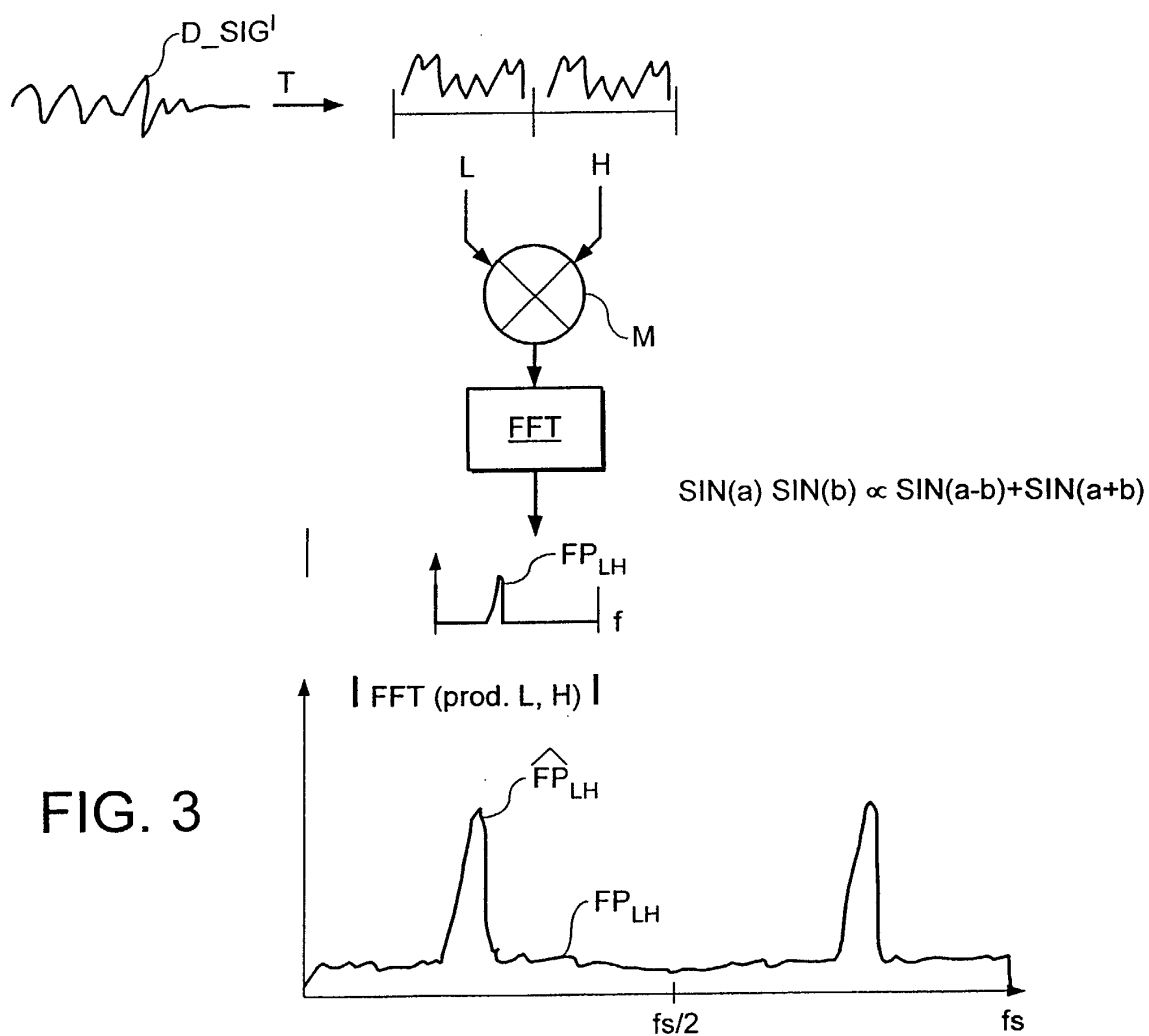 D_SIG'
T
L
H
M
FFT
SIN(a) SIN(b) ∝ SIN(a-b)+SIN(a+b)
FP_LH
f
| FFT (prod. L, H) |
F̂P_LH
FIG. 3
FP_LH
fs/2
fs